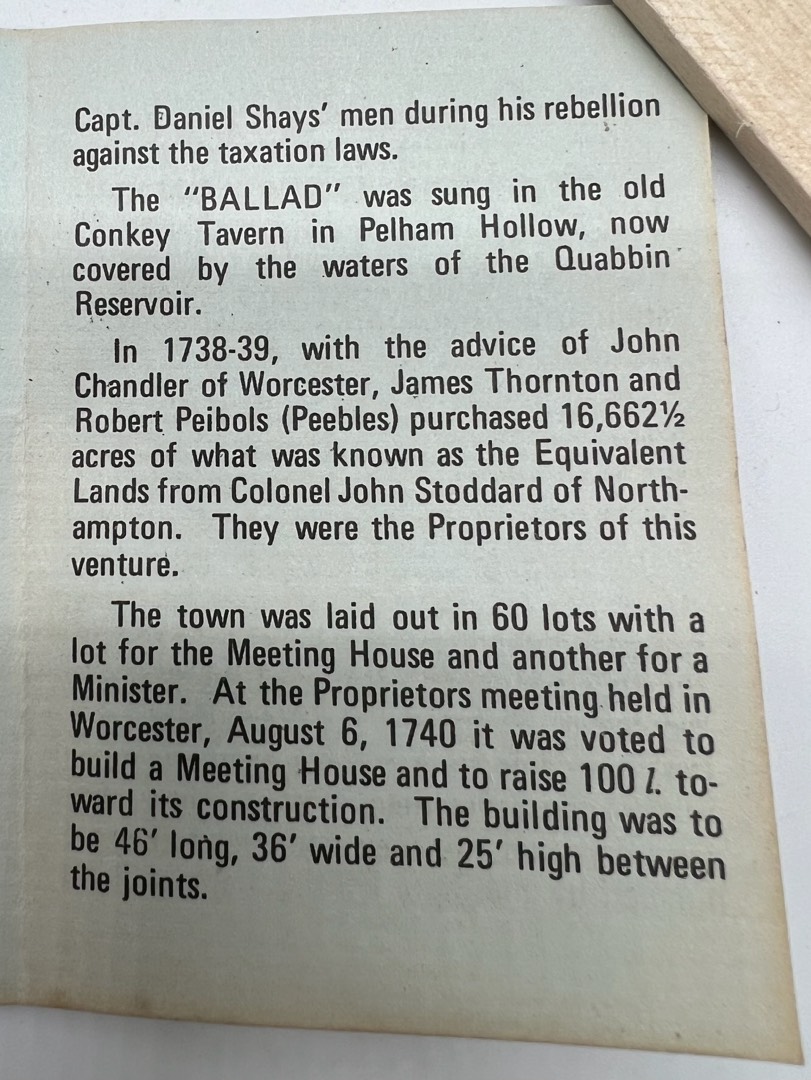 Capt. Daniel Shays' men during his rebellion
against the taxation laws.
The "BALLAD" was sung in the old
Conkey Tavern in Pelham Hollow, now
covered by the waters of the Quabbin
Reservoir.
In 1738-39, with the advice of John
Chandler of Worcester, James Thornton and
Robert Peibols (Peebles) purchased 16,662½
acres of what was known as the Equivalent
Lands from Colonel John Stoddard of North-
ampton. They were the Proprietors of this
venture.
The town was laid out in 60 lots with a
lot for the Meeting House and another for a
Minister. At the Proprietors meeting held in
Worcester, August 6, 1740 it was voted to
build a Meeting House and to raise 100 l. to-
ward its construction. The building was to
be 46' long, 36' wide and 25' high between
the joints.